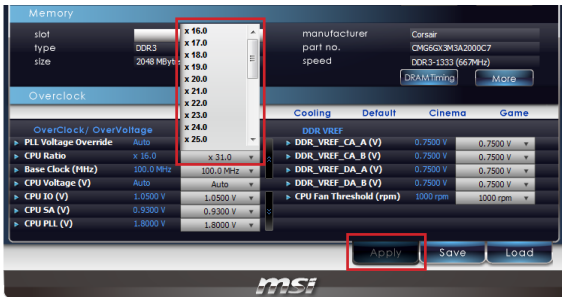 Memory
slot
type DDR3
size 2048 MByte
x 16.0
x 17.0
x 18.0
x 19.0
x 20.0
x 21.0
x 22.0
x 23.0
x 24.0
x 25.0
manufacturer Corsair
part no. CMG6GX3M3A2000C7
speed DDR3-1333 (667MHz)
DRAMTiming More
Overclock
Cooling Default Cinema Game
OverClock/ OverVoltage
PLL Voltage Override Auto
CPU Ratio x 16.0 x 31.0
Base Clock (MHz) 100.0 MHz 100.0 MHz
CPU Voltage (V) Auto Auto
CPU IO (V) 1.0500 V 1.0500 V
CPU SA (V) 0.9300 V 0.9300 V
CPU PLL (V) 1.8000 V 1.8000 V
DDR VREF
DDR_VREF_CA_A (V) 0.7500 V 0.7500 V
DDR_VREF_CA_B (V) 0.7500 V 0.7500 V
DDR_VREF_DA_A (V) 0.7500 V 0.7500 V
DDR_VREF_DA_B (V) 0.7500 V 0.7500 V
CPU Fan Threshold (rpm) 1000 rpm 1000 rpm
Apply Save Load
msi